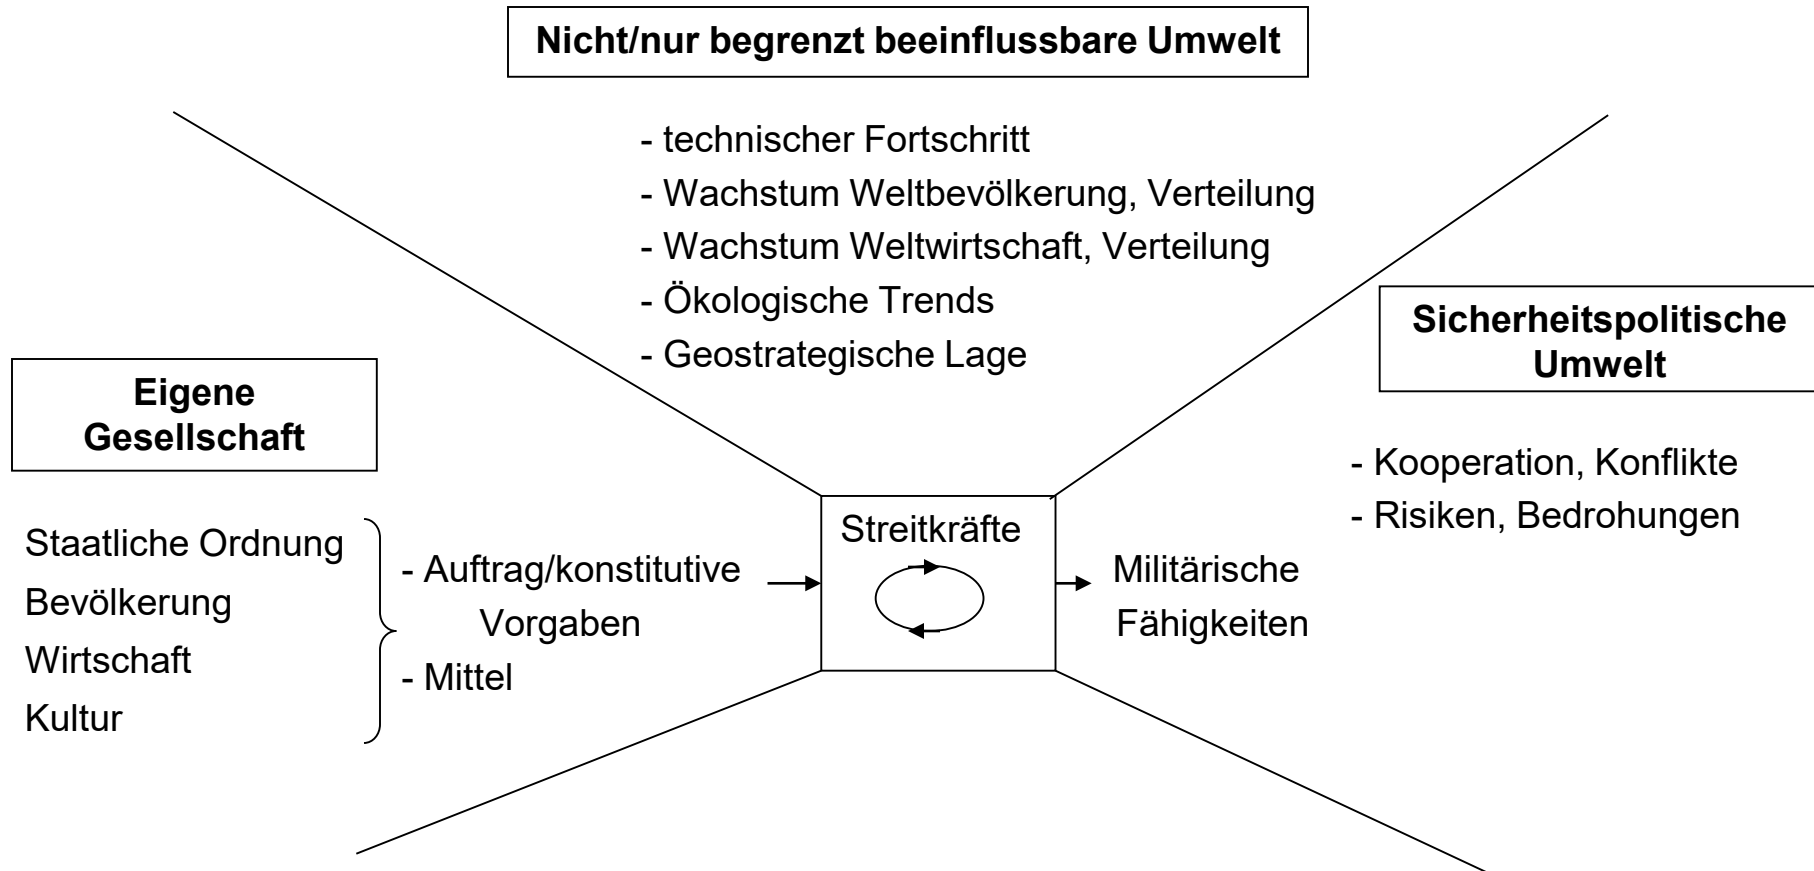 Nicht/nur begrenzt beeinflussbare Umwelt
- technischer Fortschritt
- Wachstum Weltbevölkerung, Verteilung
- Wachstum Weltwirtschaft, Verteilung
- Ökologische Trends
- Geostrategische Lage
Eigene
Gesellschaft
Staatliche Ordnung
Bevölkerung
Wirtschaft
Kultur
- Auftrag/konstitutive
Vorgaben
- Mittel
Streitkräfte
Militärische
Fähigkeiten
Sicherheitspolitische
Umwelt
- Kooperation, Konflikte
- Risiken, Bedrohungen